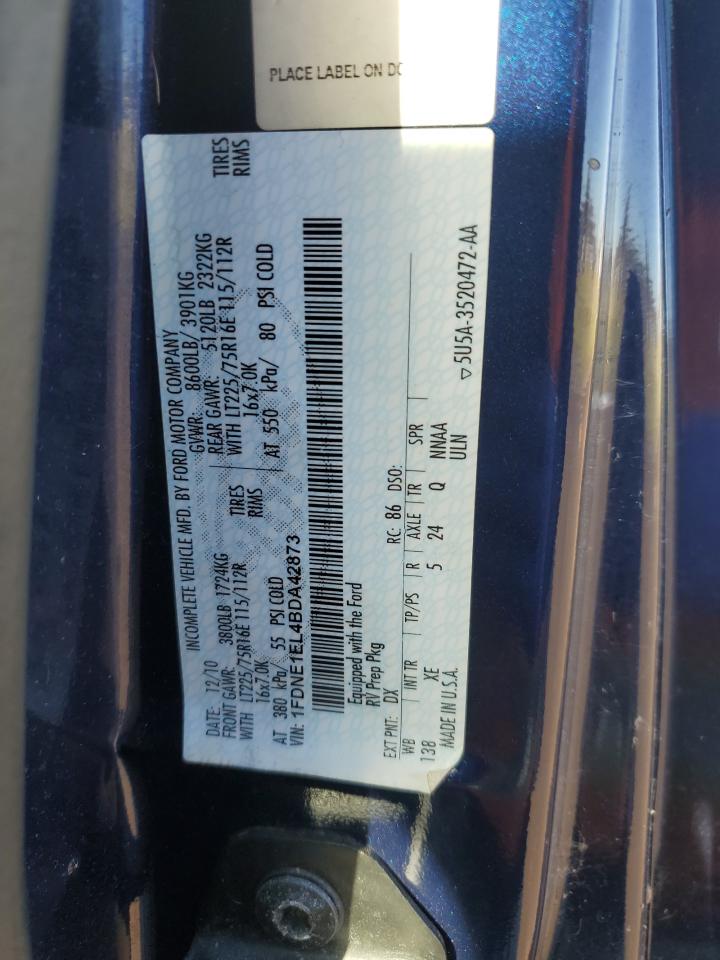 PLACE LABEL ON DO
INCOMPLETE VEHICLE MFD. BY FORD MOTOR COMPANY
DATE: 12/10 GVWR: 8600LB/ 3901KG
FRONT GAWR: 3800LB 1724KG REAR GAWR: 5120LB 2322KG
WITH LT225/75R16E 115/112R TIRES WITH LT225/75R16E 115/112R TIRES
16x7.0K RIMS 16x7.0K RIMS
AT 380 kPa/ 55 PSI COLD AT 550 kPa/ 80 PSI COLD
VIN: 1FDNE1EL4BDA42873
Equipped with the Ford
RV Prep Pkg
EXT PNT: DX RC: 86 DSO:
WB INT TR TP/PS R AXLE TR SPR
138 XE 5 24 Q NNAA
MADE IN U.S.A. ULN
▽5U5A-3520472-AA